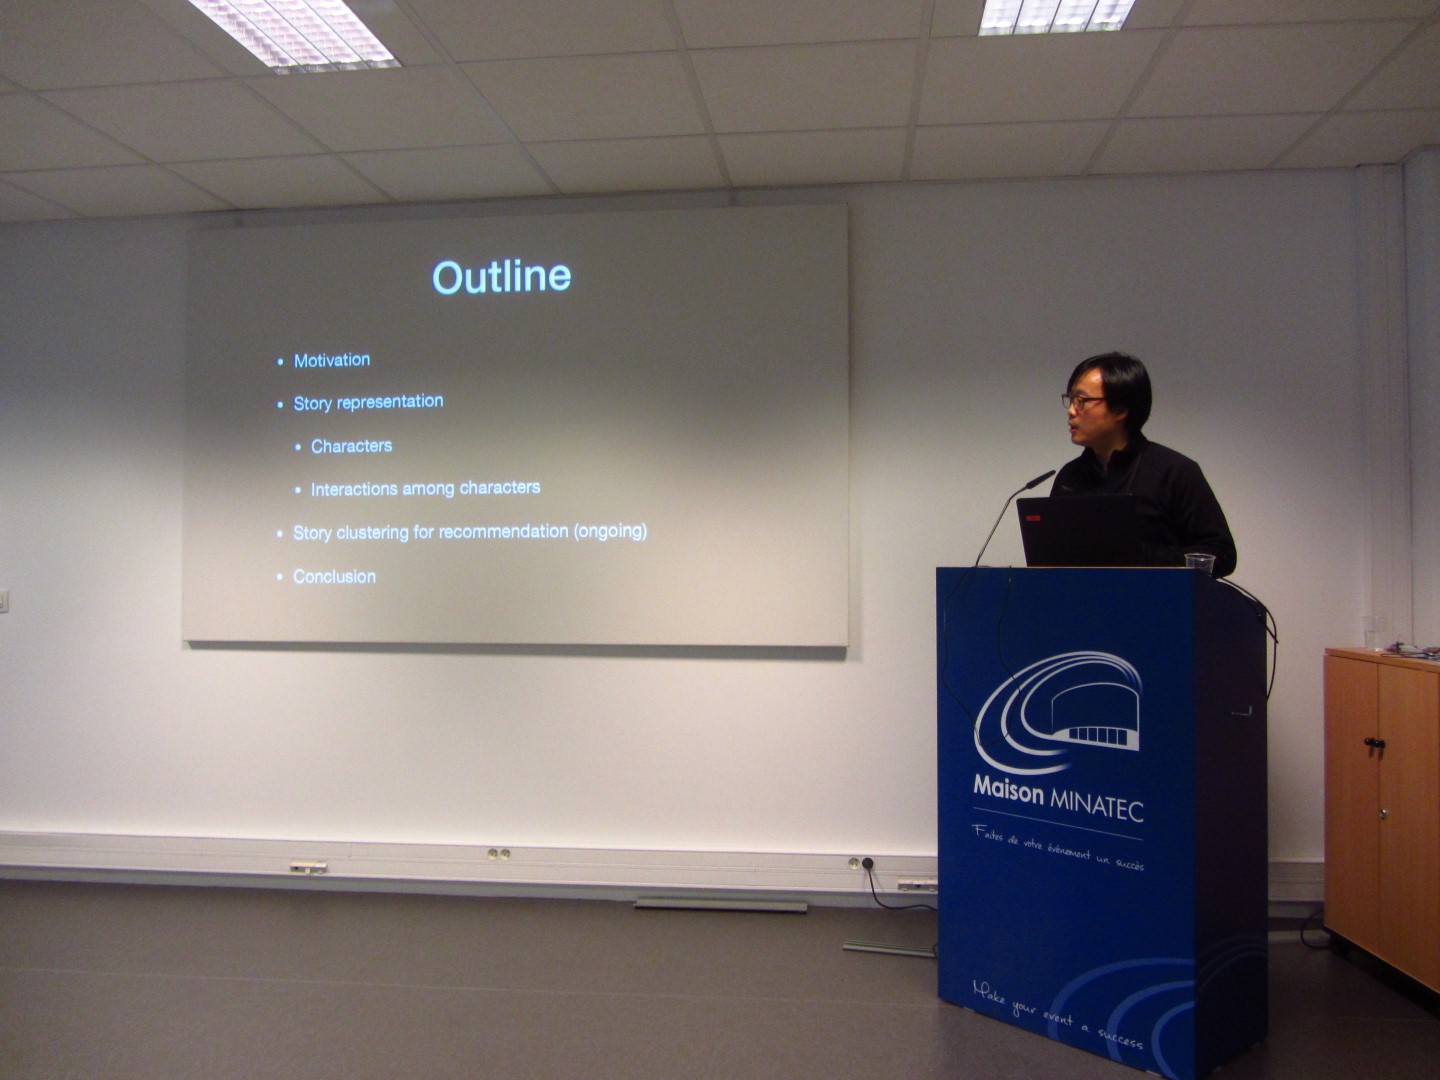 Outline
• Motivation
• Story representation
• Characters
• Interactions among characters
• Story clustering for recommendation (ongoing)
• Conclusion
Maison MINATEC
Faites de votre événement un succès
Make your event a success